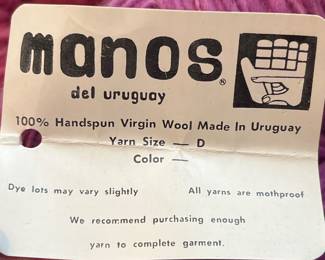 manos®
del uruguay
100% Handspun Virgin Wool Made In Uruguay
Yarn Size — D
Color —
Dye lots may vary slightly All yarns are mothproof
We recommend purchasing enough
yarn to complete garment.